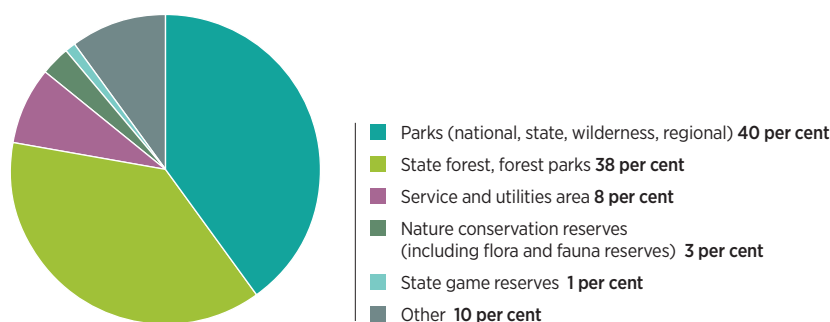 Parks (national, state, wilderness, regional) 40 per cent
State forest, forest parks 38 per cent
Service and utilities area 8 per cent
Nature conservation reserves
(including flora and fauna reserves) 3 per cent
State game reserves 1 per cent
Other 10 per cent